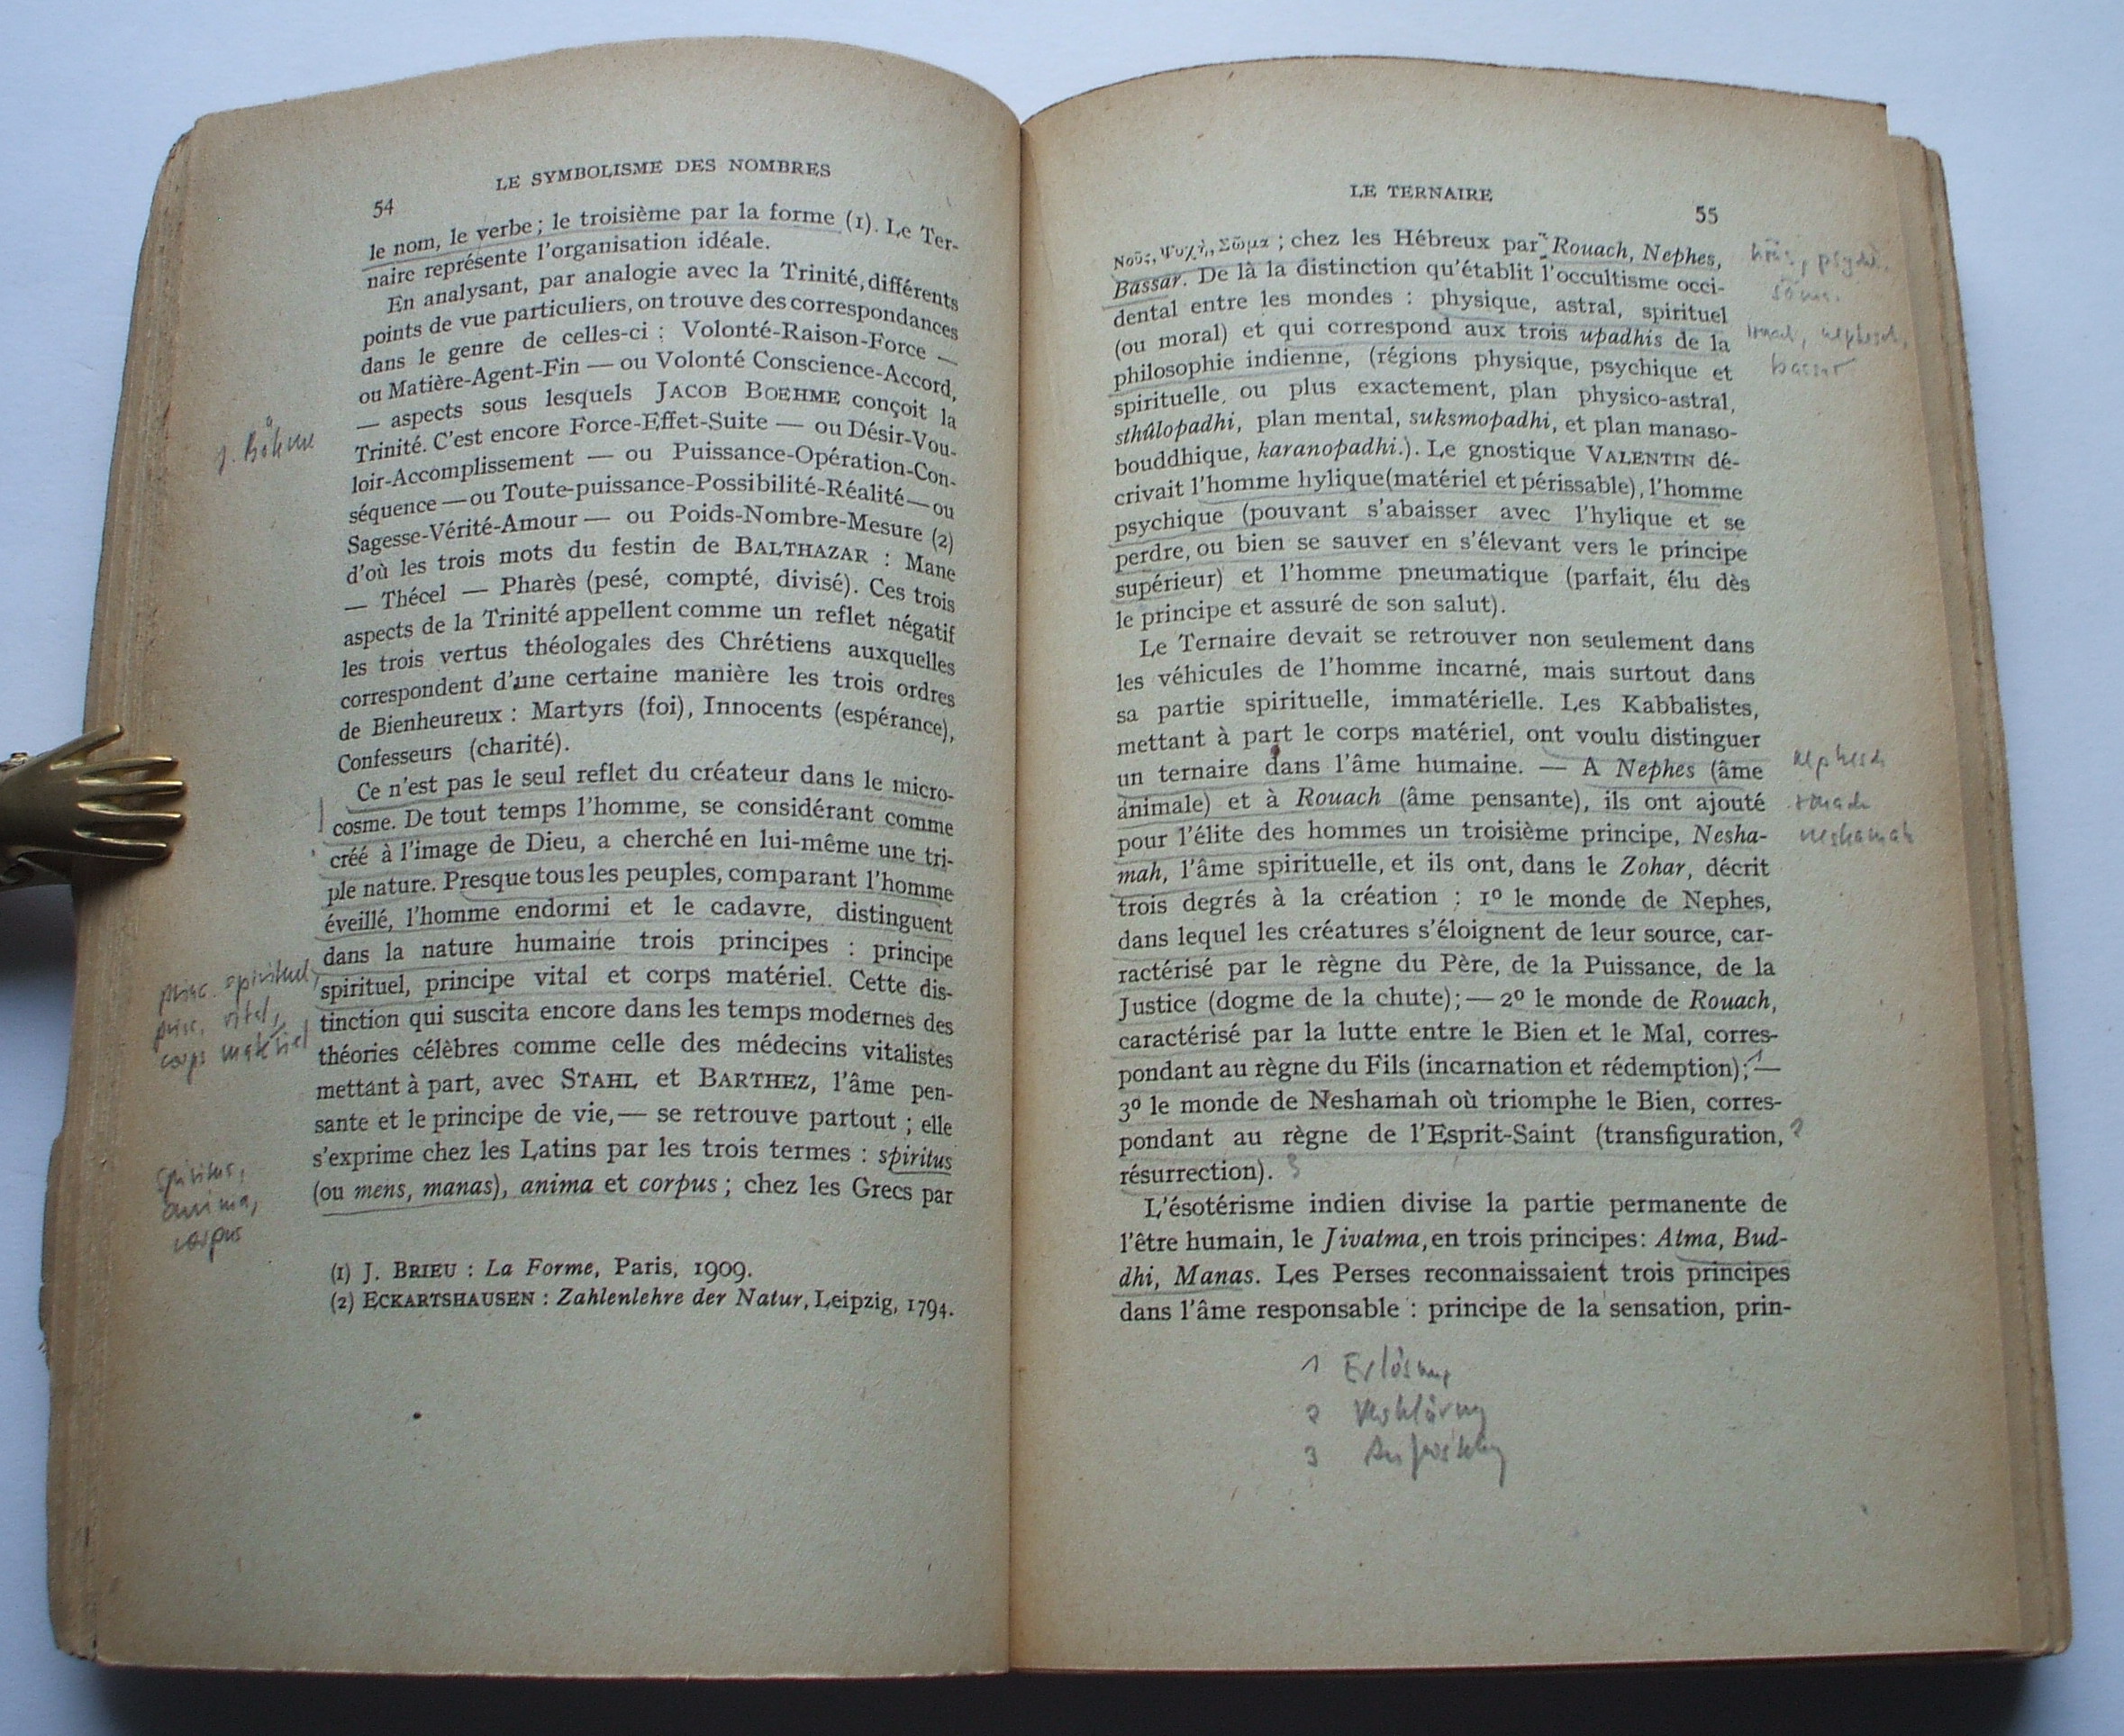 LE SYMBOLISME DES NOMBRES
54
le nom, le verbe ; le troisième par la forme (1). Le Ter-
naire représente l'organisation idéale.
En analysant, par analogie avec la Trinité, différents
points de vue particuliers, on trouve des correspondances
dans le genre de celles-ci : Volonté-Raison-Force —
ou Matière-Agent-Fin — ou Volonté Conscience-Accord,
— aspects sous lesquels JACOB BOEHME conçoit la
Trinité. C'est encore Force-Effet-Suite — ou Désir-Vou-
loir-Accomplissement — ou Puissance-Opération-Con-
séquence — ou Toute-puissance-Possibilité-Réalité — ou
Sagesse-Vérité-Amour — ou Poids-Nombre-Mesure (2)
d'où les trois mots du festin de BALTHAZAR : Mane
— Thécel — Pharès (pesé, compté, divisé). Ces trois
aspects de la Trinité appellent comme un reflet négatif
les trois vertus théologales des Chrétiens auxquelles
correspondent d'une certaine manière les trois ordres
de Bienheureux : Martyrs (foi), Innocents (espérance),
Confesseurs (charité).
Ce n'est pas le seul reflet du créateur dans le micro-
cosme. De tout temps l'homme, se considérant comme
créé à l'image de Dieu, a cherché en lui-même une tri-
ple nature. Presque tous les peuples, comparant l'homme
éveillé, l'homme endormi et le cadavre, distinguent
dans la nature humaine trois principes : principe
spirituel, principe vital et corps matériel. Cette dis-
tinction qui suscita encore dans les temps modernes des
théories célèbres comme celle des médecins vitalistes
mettant à part, avec STAHL et BARTHEZ, l'âme pen-
sante et le principe de vie, — se retrouve partout ; elle
s'exprime chez les Latins par les trois termes : spiritus
(ou mens, manas), anima et corpus ; chez les Grecs par
(1) J. BRIEU : La Forme, Paris, 1909.
(2) ECKARTSHAUSEN : Zahlenlehre der Natur, Leipzig, 1794.
J. Böhme
princ. spirituel,
princ. vital,
corps matériel
Spiritus,
anima,
corpus
LE TERNAIRE
55
Νοῦς, Ψυχὴ, Σῶμα ; chez les Hébreux par Rouach, Nephes,
Bassar. De là la distinction qu'établit l'occultisme occi-
dental entre les mondes : physique, astral, spirituel
(ou moral) et qui correspond aux trois upadhis de la
philosophie indienne, (régions physique, psychique et
spirituelle, ou plus exactement, plan physico-astral,
sthûlopadhi, plan mental, suksmopadhi, et plan manaso-
bouddhique, karanopadhi.). Le gnostique VALENTIN dé-
crivait l'homme hylique (matériel et périssable), l'homme
psychique (pouvant s'abaisser avec l'hylique et se
perdre, ou bien se sauver en s'élevant vers le principe
supérieur) et l'homme pneumatique (parfait, élu dès
le principe et assuré de son salut).
Le Ternaire devait se retrouver non seulement dans
les véhicules de l'homme incarné, mais surtout dans
sa partie spirituelle, immatérielle. Les Kabbalistes,
mettant à part le corps matériel, ont voulu distinguer
un ternaire dans l'âme humaine. — A Nephes (âme
animale) et à Rouach (âme pensante), ils ont ajouté
pour l'élite des hommes un troisième principe, Nesha-
mah, l'âme spirituelle, et ils ont, dans le Zohar, décrit
trois degrés à la création : 1º le monde de Nephes,
dans lequel les créatures s'éloignent de leur source, car-
ractérisé par le règne du Père, de la Puissance, de la
Justice (dogme de la chute); — 2º le monde de Rouach,
caractérisé par la lutte entre le Bien et le Mal, corres-
pondant au règne du Fils (incarnation et rédemption); 1 —
3º le monde de Neshamah où triomphe le Bien, corres-
pondant au règne de l'Esprit-Saint (transfiguration, 2
résurrection). 3
L'ésotérisme indien divise la partie permanente de
l'être humain, le Jivatma, en trois principes: Atma, Bud-
dhi, Manas. Les Perses reconnaissaient trois principes
dans l'âme responsable : principe de la sensation, prin-
psyche,
soma.
rouach, nephesch,
bassar
nephesch
rouach
neshamah
1 Erlösung
2 Verklärung
3 Auferstehung